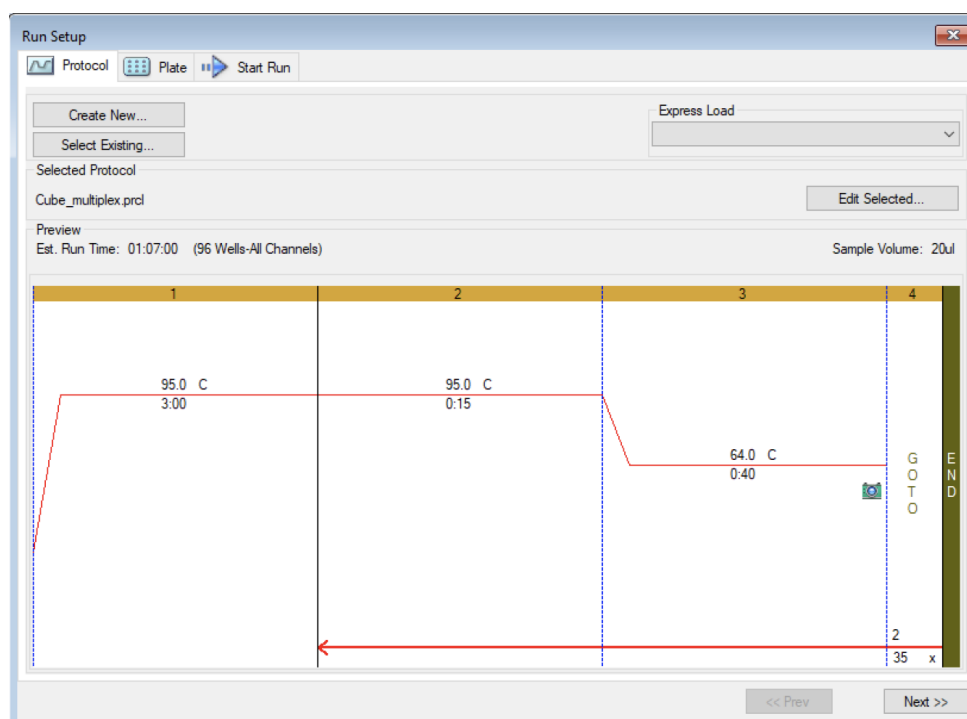 Run Setup
Protocol Plate Start Run
Create New...
Express Load
Select Existing...
Selected Protocol
Cube_multiplex.prcl
Edit Selected...
Preview
Est. Run Time: 01:07:00 (96 Wells-All Channels) Sample Volume: 20ul
1 2 3 4
95.0 C 95.0 C
3:00 0:15
64.0 C
0:40
GOTO
END
2
35 x
<< Prev Next >>